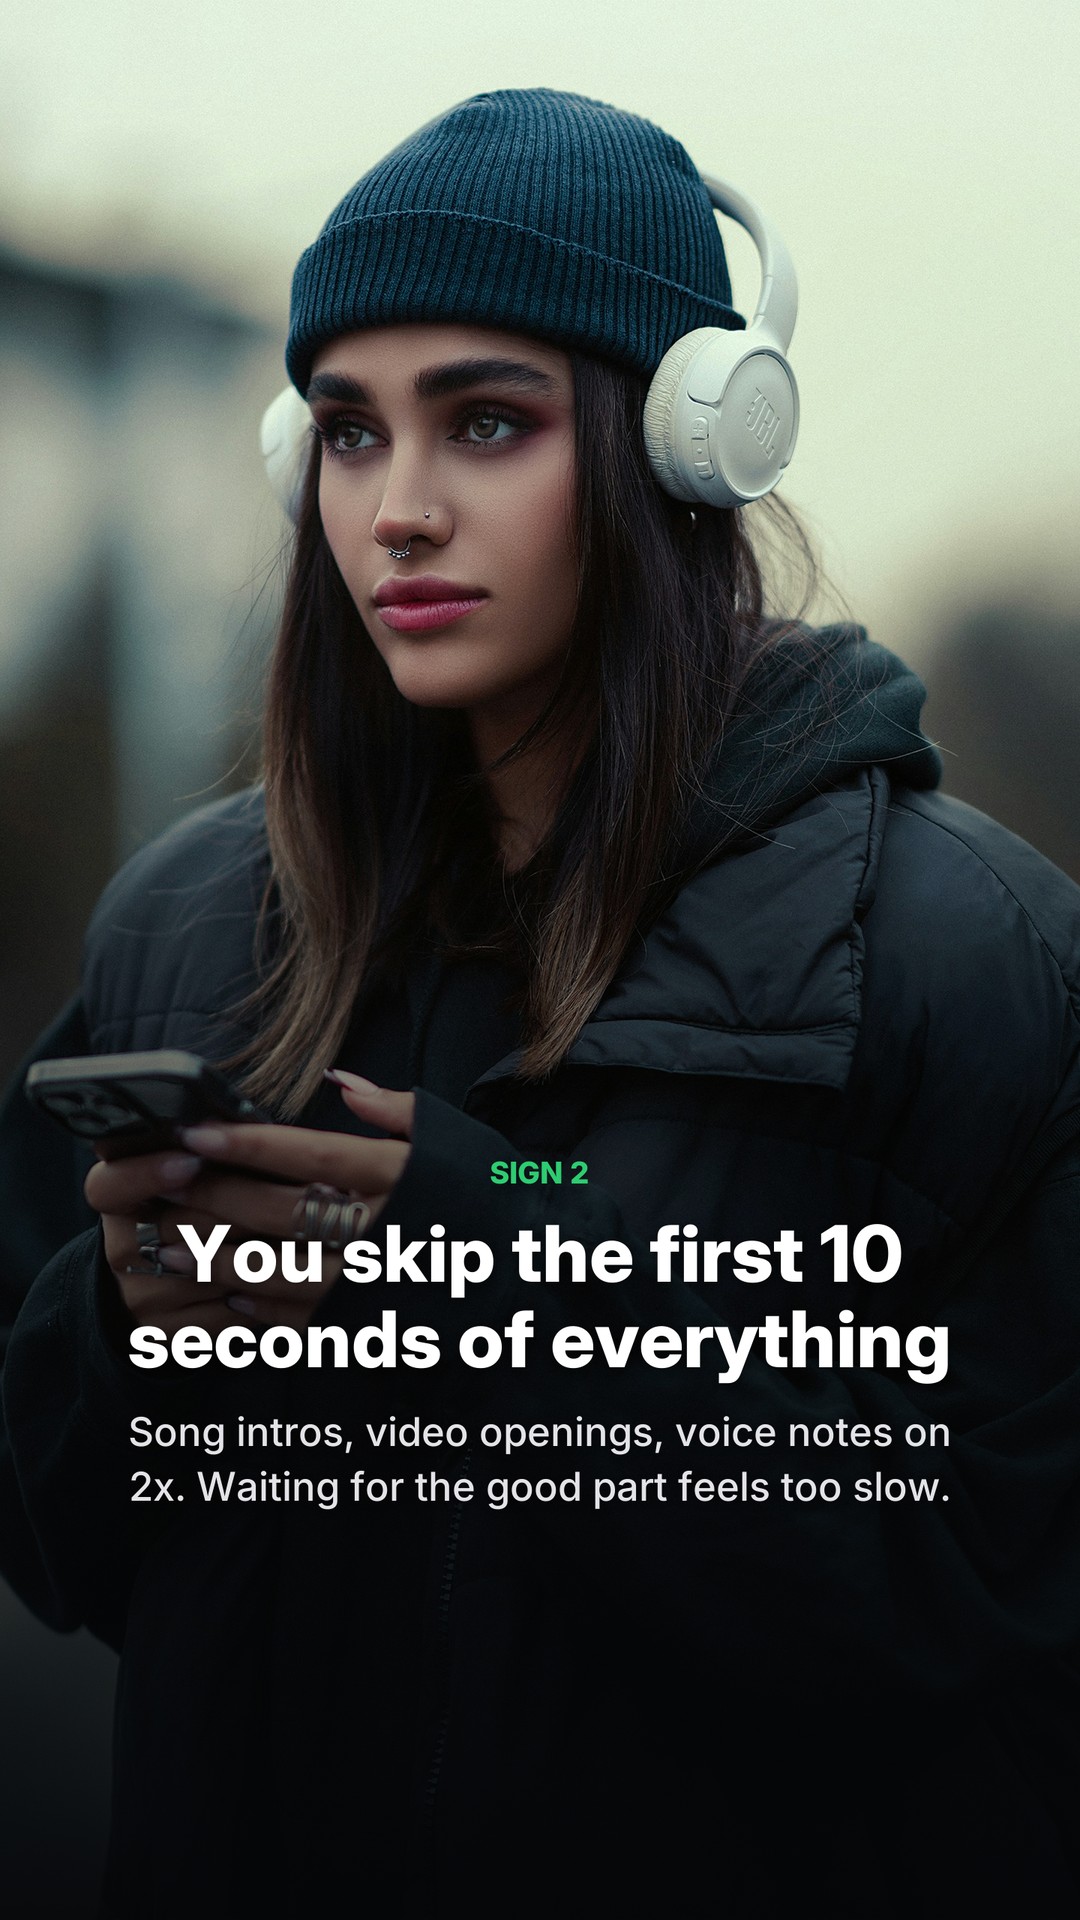 JBL
SIGN 2
You skip the first 10
seconds of everything
Song intros, video openings, voice notes on
2x. Waiting for the good part feels too slow.